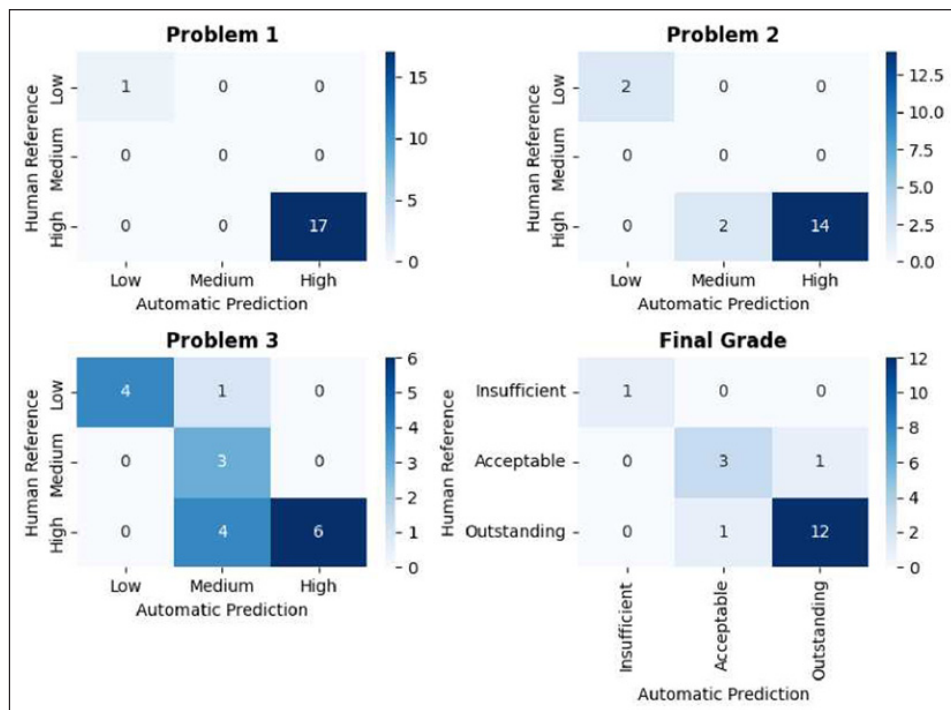 Problem 1
Human Reference
Low
Medium
High
1 0 0
0 0 0
0 0 17
15
10
5
0
Low Medium High
Automatic Prediction
Problem 2
Human Reference
Low
Medium
High
2 0 0
0 0 0
0 2 14
12.5
10.0
7.5
5.0
2.5
0.0
Low Medium High
Automatic Prediction
Problem 3
Human Reference
Low
Medium
High
4 1 0
0 3 0
0 4 6
6
5
4
3
2
1
0
Low Medium High
Automatic Prediction
Final Grade
Human Reference
Insufficient
Acceptable
Outstanding
1 0 0
0 3 1
0 1 12
12
10
8
6
4
2
0
Insufficient
Acceptable
Outstanding
Automatic Prediction